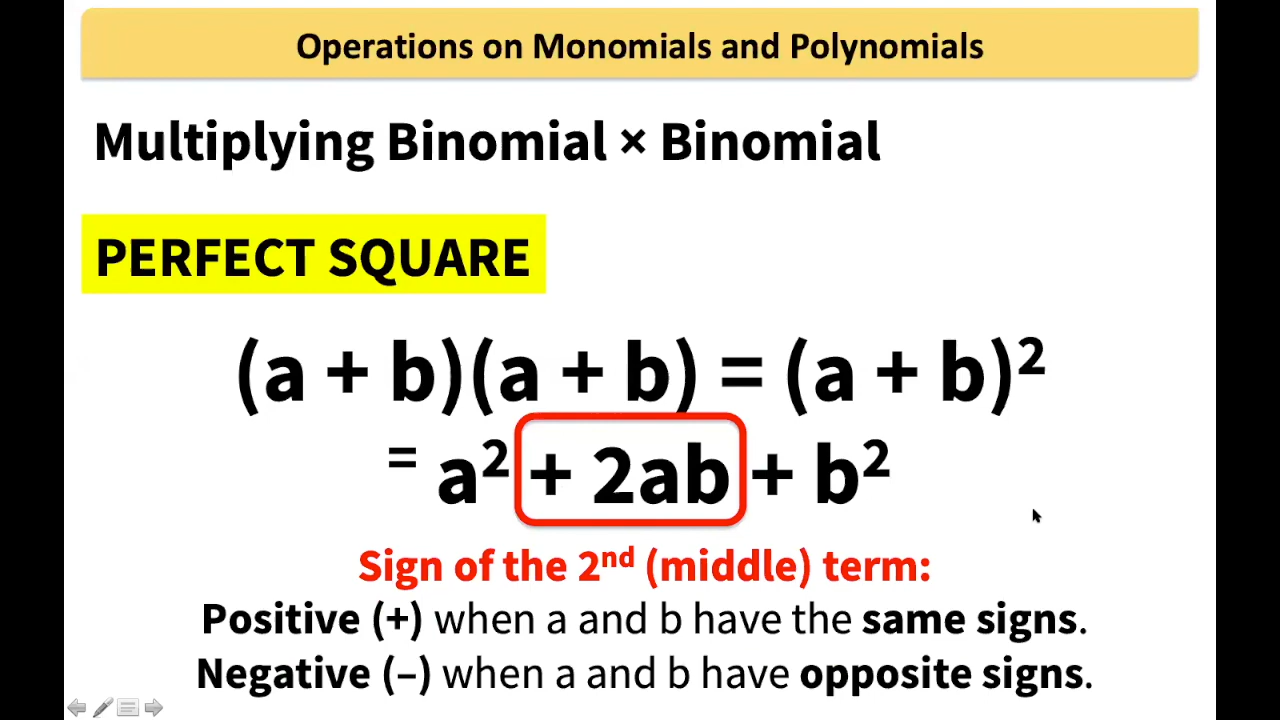 Operations on Monomials and Polynomials
Multiplying Binomial × Binomial
PERFECT SQUARE
(a + b)(a + b) = (a + b)²
= a² + 2ab + b²
Sign of the 2ⁿᵈ (middle) term:
Positive (+) when a and b have the same signs.
Negative (–) when a and b have opposite signs.